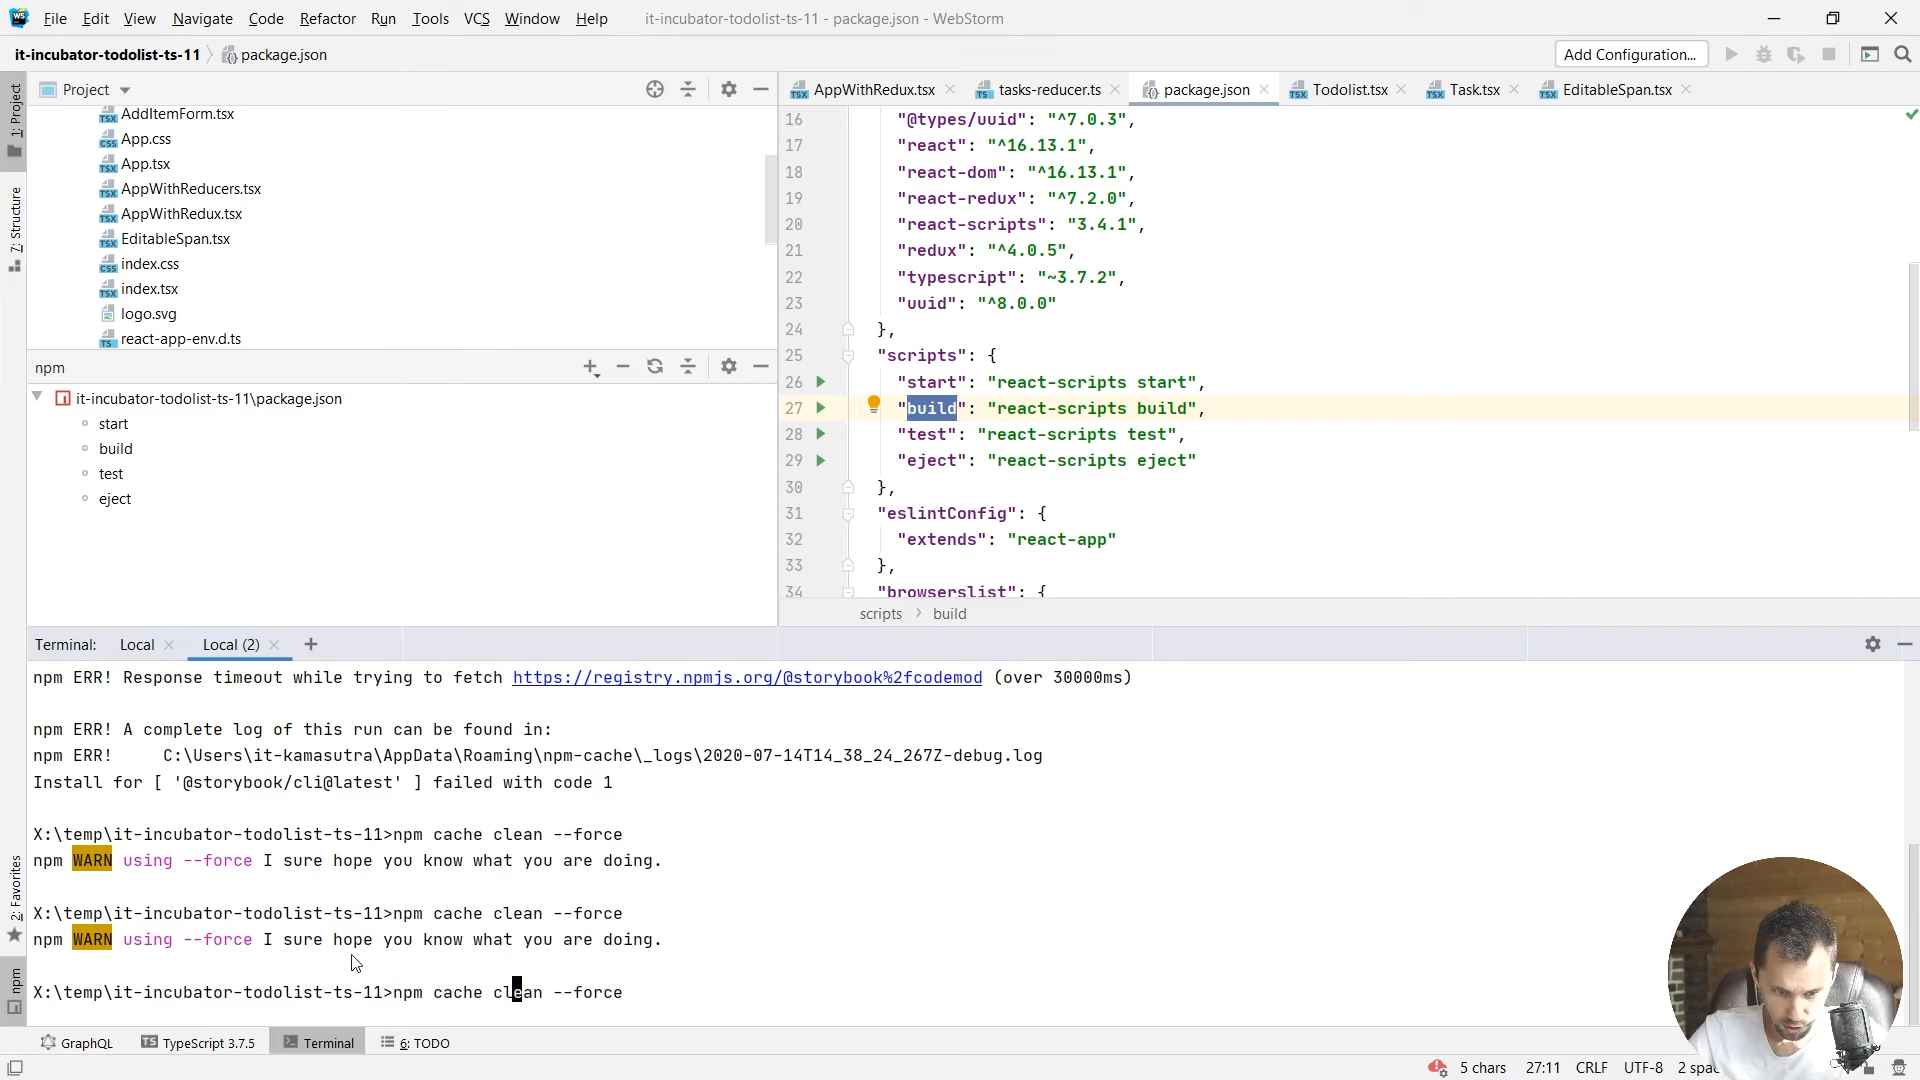 File Edit View Navigate Code Refactor Run Tools VCS Window Help it-incubator-todolist-ts-11 - package.json - WebStorm
it-incubator-todolist-ts-11 package.json Add Configuration...
1: Project
7: Structure
2: Favorites
npm
Project
AddItemForm.tsx
App.css
App.tsx
AppWithReducers.tsx
AppWithRedux.tsx
EditableSpan.tsx
index.css
index.tsx
logo.svg
react-app-env.d.ts
npm
it-incubator-todolist-ts-11\package.json
start
build
test
eject
AppWithRedux.tsx tasks-reducer.ts package.json Todolist.tsx Task.tsx EditableSpan.tsx
16 "@types/uuid": "^7.0.3",
17 "react": "^16.13.1",
18 "react-dom": "^16.13.1",
19 "react-redux": "^7.2.0",
20 "react-scripts": "3.4.1",
21 "redux": "^4.0.5",
22 "typescript": "~3.7.2",
23 "uuid": "^8.0.0"
24 },
25 "scripts": {
26 "start": "react-scripts start",
27 "build": "react-scripts build",
28 "test": "react-scripts test",
29 "eject": "react-scripts eject"
30 },
31 "eslintConfig": {
32 "extends": "react-app"
33 },
34 "browserslist": {
scripts build
Terminal: Local Local (2)
npm ERR! Response timeout while trying to fetch https://registry.npmjs.org/@storybook%2fcodemod (over 30000ms)
npm ERR! A complete log of this run can be found in:
npm ERR!     C:\Users\it-kamasutra\AppData\Roaming\npm-cache\_logs\2020-07-14T14_38_24_267Z-debug.log
Install for [ '@storybook/cli@latest' ] failed with code 1
X:\temp\it-incubator-todolist-ts-11>npm cache clean --force
npm WARN using --force I sure hope you know what you are doing.
X:\temp\it-incubator-todolist-ts-11>npm cache clean --force
npm WARN using --force I sure hope you know what you are doing.
X:\temp\it-incubator-todolist-ts-11>npm cache clean --force
GraphQL TypeScript 3.7.5 Terminal 6: TODO
5 chars 27:11 CRLF UTF-8 2